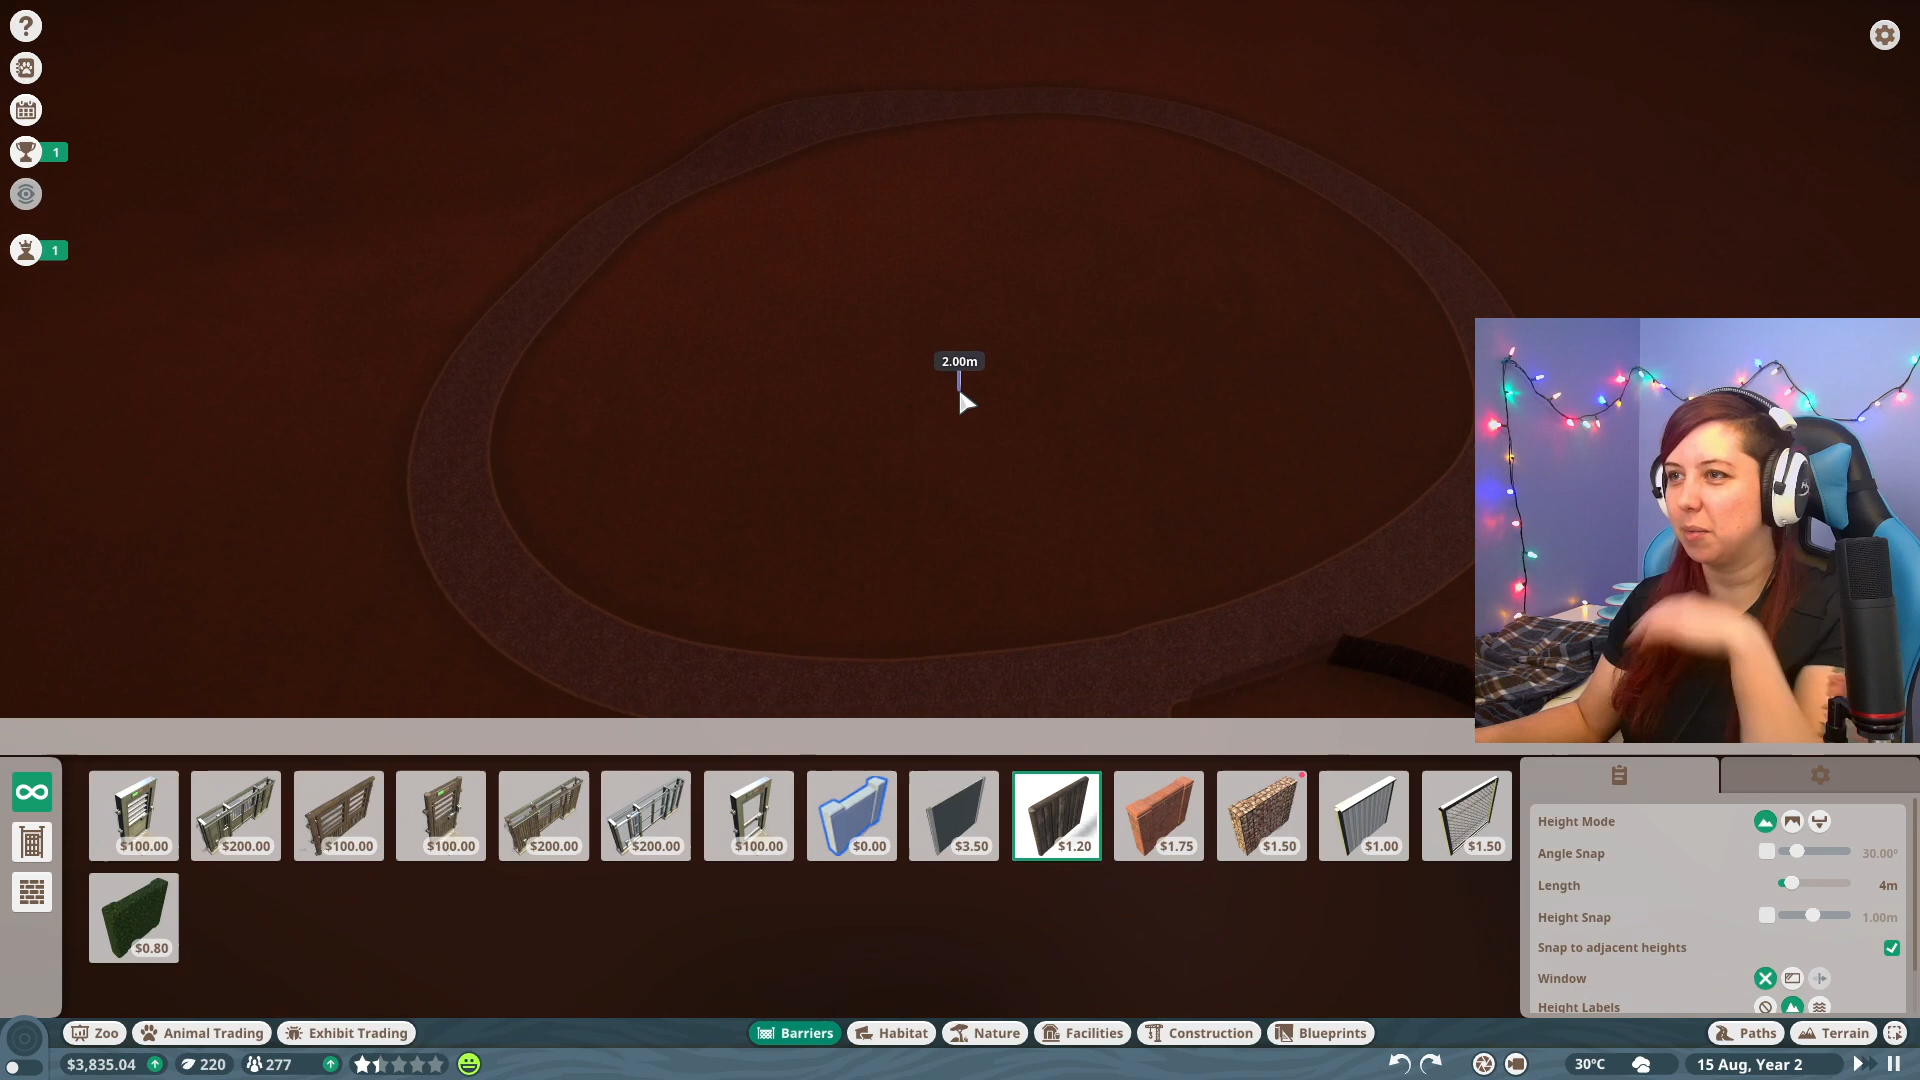 ?
1
1
2.00m
$100.00
$200.00
$100.00
$100.00
$200.00
$200.00
$100.00
$0.00
$3.50
$1.20
$1.75
$1.50
$1.00
$1.50
$0.80
Height Mode
Angle Snap 30.00°
Length 4m
Height Snap 1.00m
Snap to adjacent heights
Window
Height Labels
Zoo Animal Trading Exhibit Trading Barriers Habitat Nature Facilities Construction Blueprints Paths Terrain
$3,835.04 220 277 30°C 15 Aug, Year 2